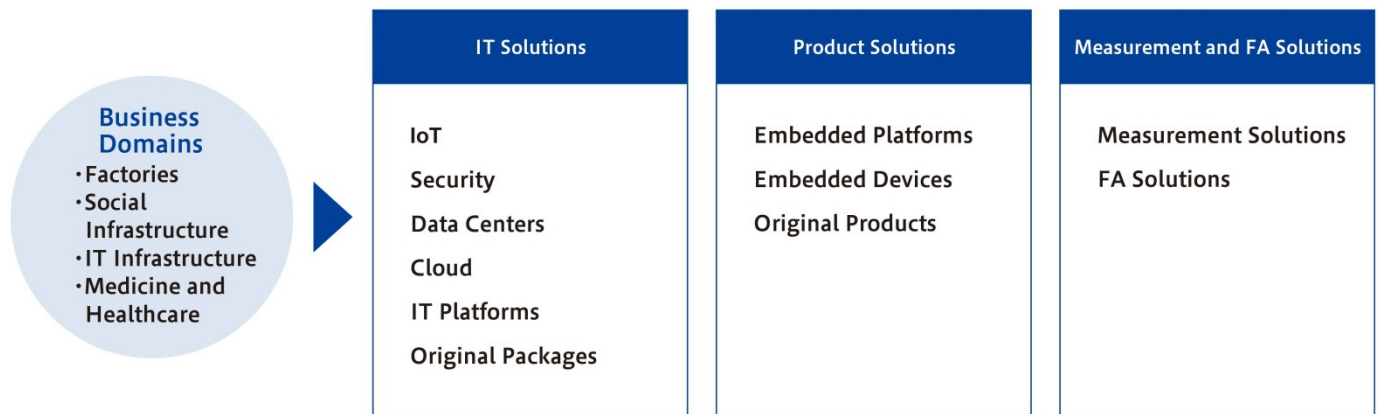 Business
Domains
・Factories
・Social
Infrastructure
・IT Infrastructure
・Medicine and
Healthcare
IT Solutions
IoT
Security
Data Centers
Cloud
IT Platforms
Original Packages
Product Solutions
Embedded Platforms
Embedded Devices
Original Products
Measurement and FA Solutions
Measurement Solutions
FA Solutions